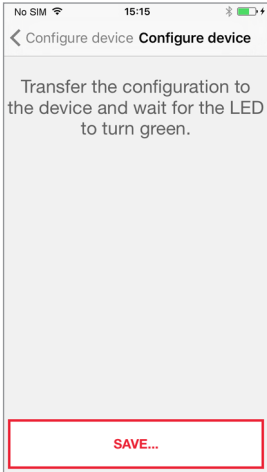 No SIM 15:15
Configure device Configure device
Transfer the configuration to
the device and wait for the LED
to turn green.
SAVE...